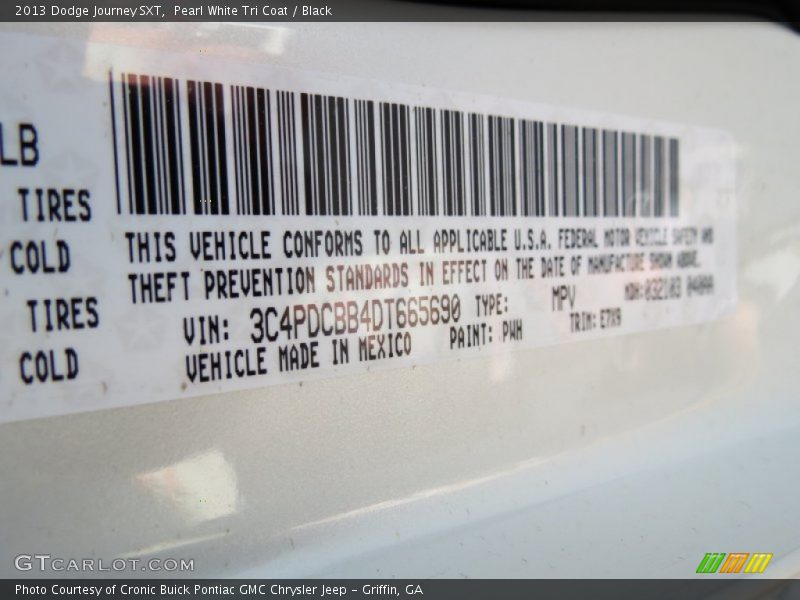 2013 Dodge Journey SXT, Pearl White Tri Coat / Black
LB
TIRES
COLD
TIRES
COLD
THIS VEHICLE CONFORMS TO ALL APPLICABLE U.S.A. FEDERAL MOTOR VEHICLE SAFETY AND
THEFT PREVENTION STANDARDS IN EFFECT ON THE DATE OF MANUFACTURE SHOWN ABOVE.
VIN: 3C4PDCBB4DT665690 TYPE: MPV MDH:032103
VEHICLE MADE IN MEXICO PAINT: PWH TRIM:
GTCARLOT.COM
Photo Courtesy of Cronic Buick Pontiac GMC Chrysler Jeep - Griffin, GA